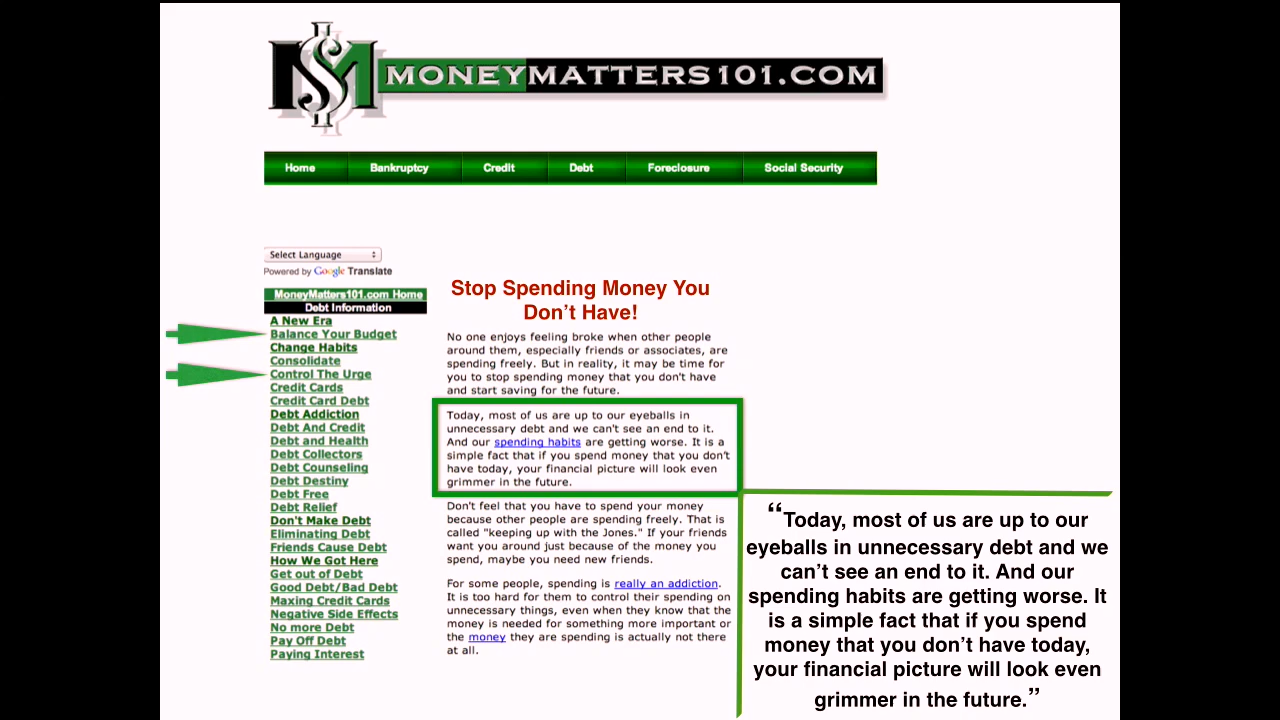 MONEYMATTERS101.COM
Home Bankruptcy Credit Debt Foreclosure Social Security
Select Language
Powered by Google Translate
MoneyMatters101.com Home
Debt Information
A New Era
Balance Your Budget
Change Habits
Consolidate
Control The Urge
Credit Cards
Credit Card Debt
Debt Addiction
Debt And Credit
Debt and Health
Debt Collectors
Debt Counseling
Debt Destiny
Debt Free
Debt Relief
Don't Make Debt
Eliminating Debt
Friends Cause Debt
How We Got Here
Get out of Debt
Good Debt/Bad Debt
Maxing Credit Cards
Negative Side Effects
No more Debt
Pay Off Debt
Paying Interest
Stop Spending Money You
Don't Have!
No one enjoys feeling broke when other people
around them, especially friends or associates, are
spending freely. But in reality, it may be time for
you to stop spending money that you don't have
and start saving for the future.
Today, most of us are up to our eyeballs in
unnecessary debt and we can't see an end to it.
And our spending habits are getting worse. It is a
simple fact that if you spend money that you don't
have today, your financial picture will look even
grimmer in the future.
Don't feel that you have to spend your money
because other people are spending freely. That is
called "keeping up with the Jones." If your friends
want you around just because of the money you
spend, maybe you need new friends.
For some people, spending is really an addiction.
It is too hard for them to control their spending on
unnecessary things, even when they know that the
money is needed for something more important or
the money they are spending is actually not there
at all.
“Today, most of us are up to our
eyeballs in unnecessary debt and we
can’t see an end to it. And our
spending habits are getting worse. It
is a simple fact that if you spend
money that you don’t have today,
your financial picture will look even
grimmer in the future.”